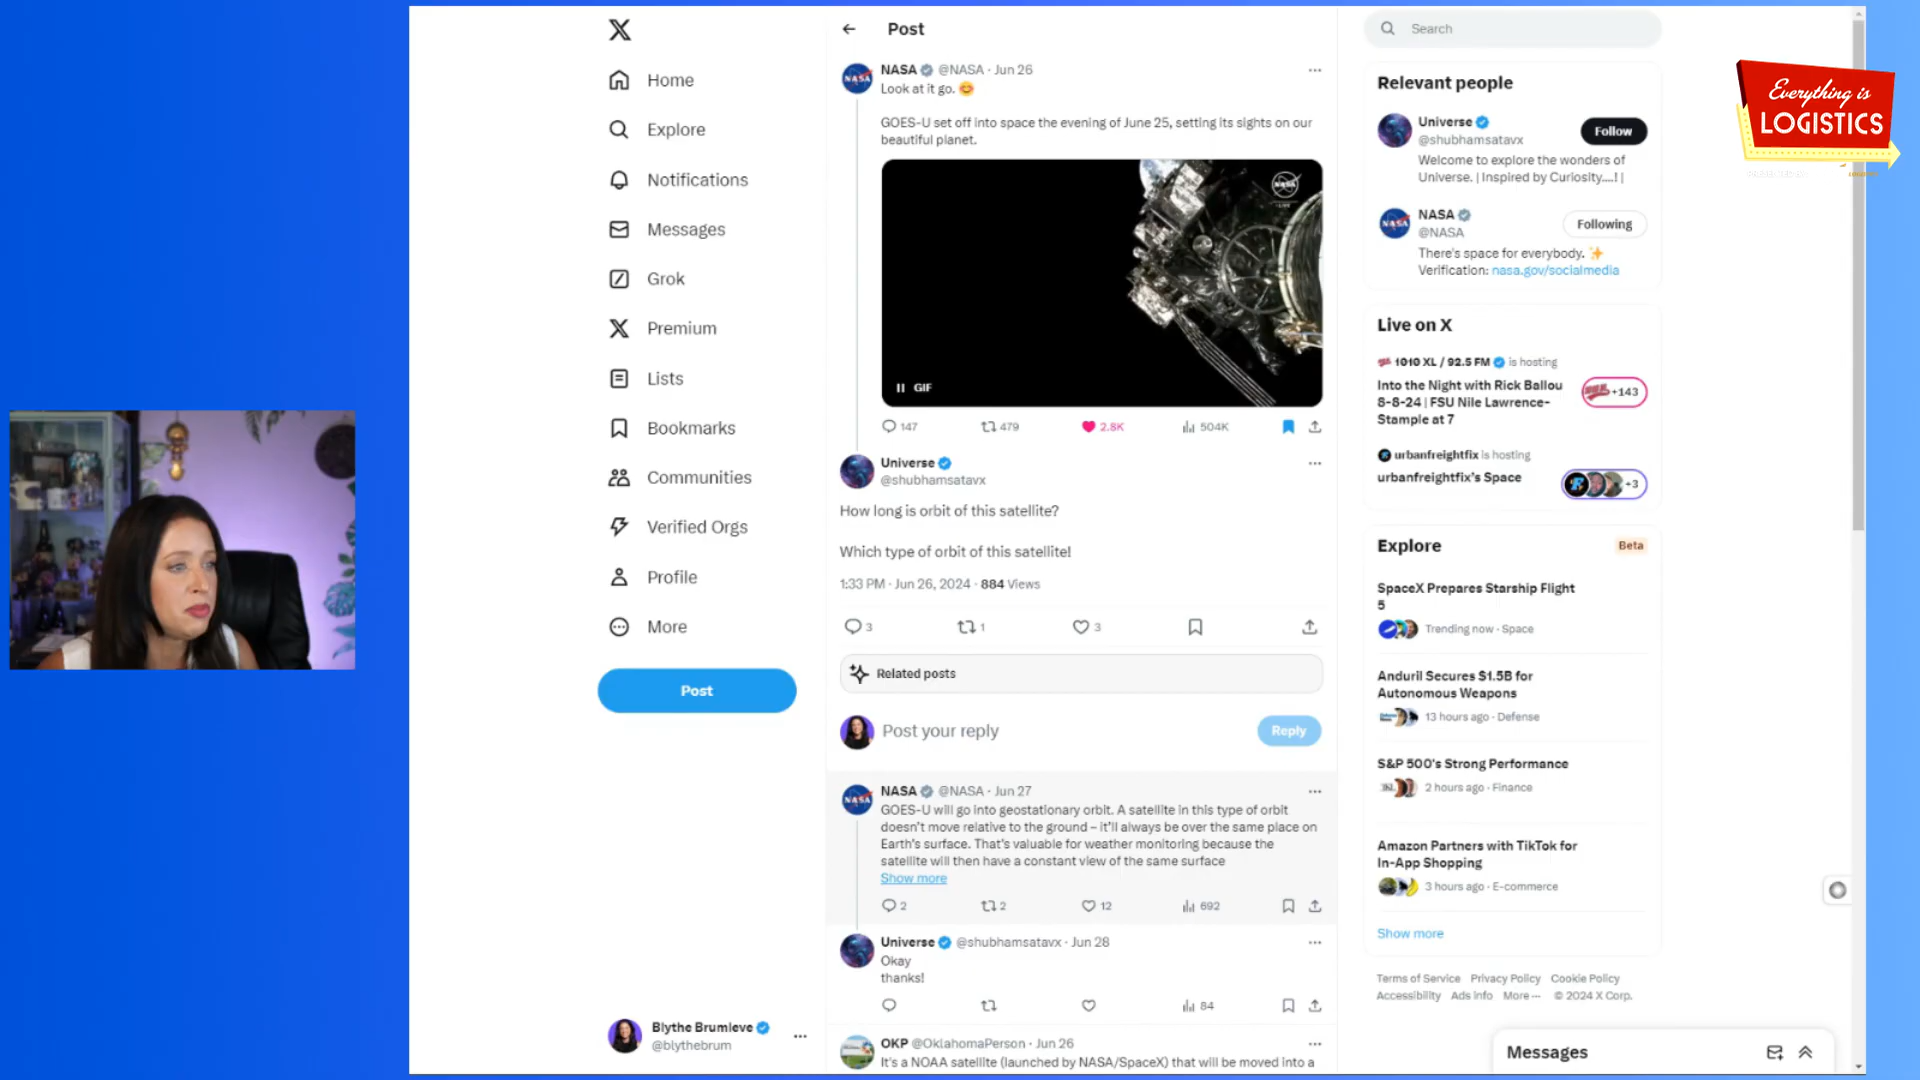 X
Home
Explore
Notifications
Messages
Grok
Premium
Lists
Bookmarks
Communities
Verified Orgs
Profile
More
Post
Blythe Brumleve
@blythebrum
Post
NASA @NASA · Jun 26
Look at it go. 😊
GOES-U set off into space the evening of June 25, setting its sights on our
beautiful planet.
NASA
LIVE
GIF
147 479 2.8K 504K
Universe
@shubhamsatavx
How long is orbit of this satellite?
Which type of orbit of this satellite!
1:33 PM · Jun 26, 2024 · 884 Views
3 1 3
Related posts
Post your reply
Reply
NASA @NASA · Jun 27
GOES-U will go into geostationary orbit. A satellite in this type of orbit
doesn't move relative to the ground – it'll always be over the same place on
Earth's surface. That's valuable for weather monitoring because the
satellite will then have a constant view of the same surface
Show more
2 2 12 692
Universe @shubhamsatavx · Jun 28
Okay
thanks!
84
OKP @OklahomaPerson · Jun 26
It's a NOAA satellite (launched by NASA/SpaceX) that will be moved into a
Search
Relevant people
Universe
@shubhamsatavx
Follow
Welcome to explore the wonders of
Universe. | Inspired by Curiosity....! |
NASA
@NASA
Following
There's space for everybody. ✨
Verification: nasa.gov/socialmedia
Live on X
1010 XL / 92.5 FM is hosting
Into the Night with Rick Ballou
8-8-24 | FSU Nile Lawrence-
Stample at 7
+143
urbanfreightfix is hosting
urbanfreightfix's Space
+3
Explore
Beta
SpaceX Prepares Starship Flight
5
Trending now · Space
Anduril Secures $1.5B for
Autonomous Weapons
13 hours ago · Defense
S&P 500's Strong Performance
2 hours ago · Finance
Amazon Partners with TikTok for
In-App Shopping
3 hours ago · E-commerce
Show more
Terms of Service Privacy Policy Cookie Policy
Accessibility Ads info More ··· © 2024 X Corp.
Messages
Everything is
LOGISTICS